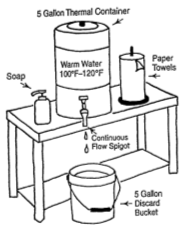 5 Gallon Thermal Container
Warm Water
100°F-120°F
Paper
Towels
Soap
Continuous
Flow Spigot
5 Gallon
Discard
Bucket